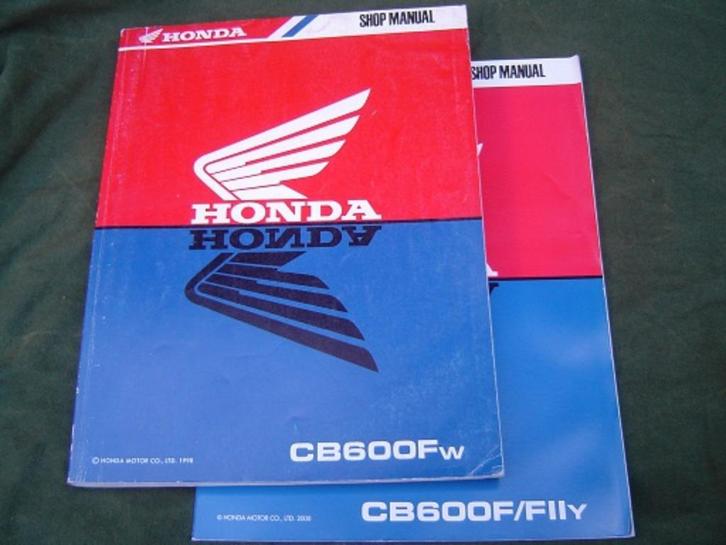 HONDA
SHOP MANUAL
HONDA
HONDA
© HONDA MOTOR CO., LTD. 1998
CB600FW
SHOP MANUAL
© HONDA MOTOR CO., LTD. 2000
CB600F/FIIY